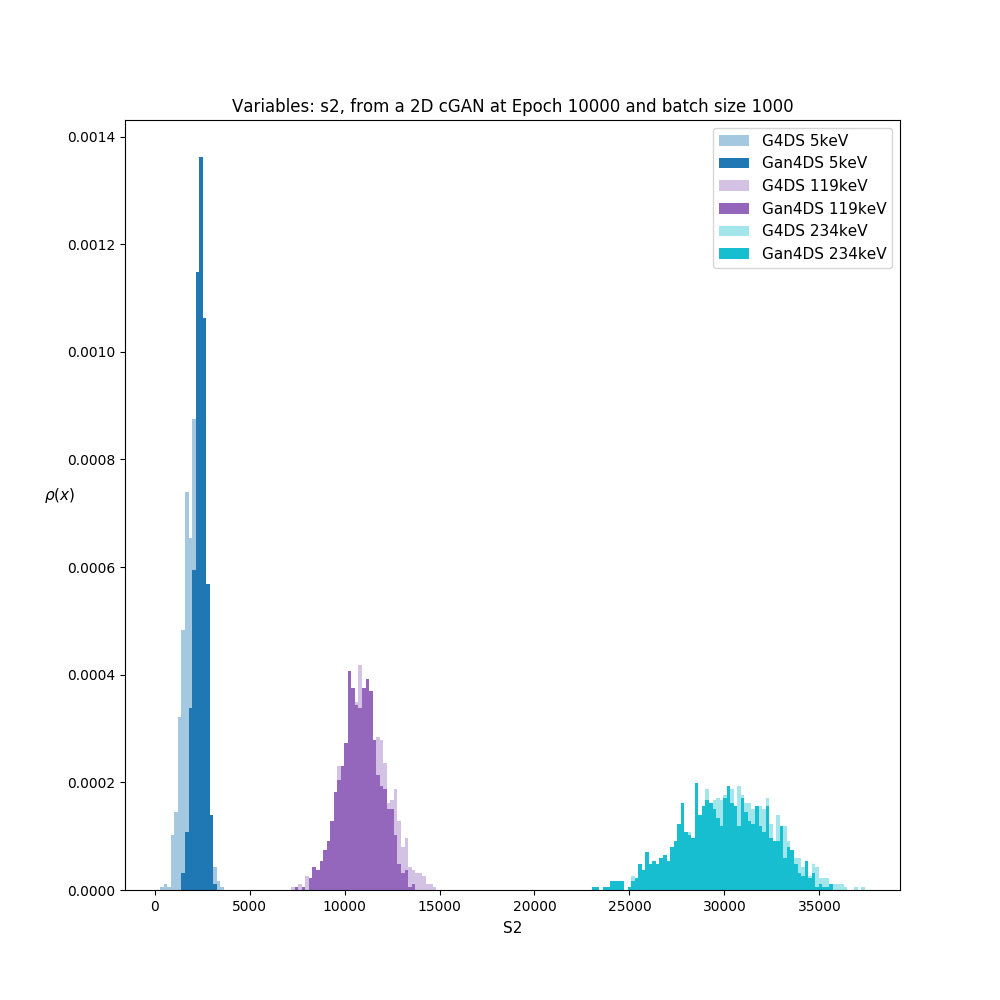 Variables: s2, from a 2D cGAN at Epoch 10000 and batch size 1000
0.0014
0.0012
0.0010
0.0008
0.0006
0.0004
0.0002
0.0000
ρ(x)
G4DS 5keV
Gan4DS 5keV
G4DS 119keV
Gan4DS 119keV
G4DS 234keV
Gan4DS 234keV
0 5000 10000 15000 20000 25000 30000 35000
S2